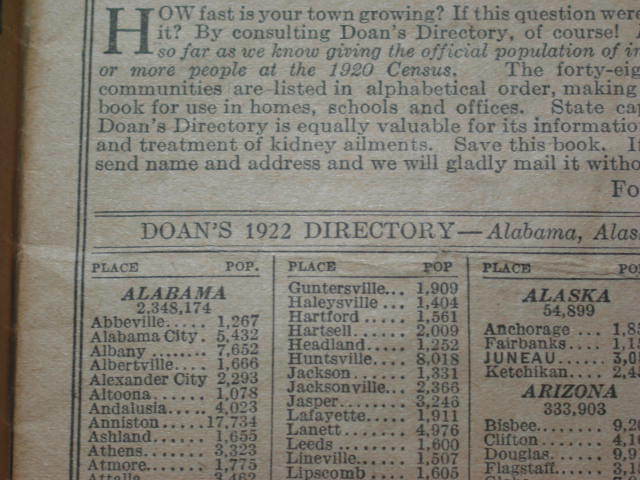 HOW fast is your town growing? If this question were
it? By consulting Doan's Directory, of course!
so far as we know giving the official population of
or more people at the 1920 Census. The
communities are listed in alphabetical order, making
book for use in homes, schools and offices. State
Doan's Directory is equally valuable for its
and treatment of kidney ailments. Save this book.
send name and address and we will gladly mail it
DOAN'S 1922 DIRECTORY—Alabama,
PLACE POP.
ALABAMA
2,348,174
Abbeville..... 1,267
Alabama City. 5,432
Albany ........ 7,652
Albertville.... 1,666
Alexander City 2,293
Altoona....... 1,078
Andalusia...... 4,023
Anniston..... 17,734
Ashland....... 1,655
Athens........ 3,323
Atmore....... 1,775
PLACE POP
Guntersville... 1,909
Haleysville ... 1,404
Hartford ..... 1,561
Hartsell....... 2,009
Headland..... 1,252
Huntsville.... 8,018
Jackson....... 1,331
Jacksonville... 2,366
Jasper........ 3,246
Lafayette..... 1,911
Lanett ........ 4,976
Leeds ........ 1,600
Lineville...... 1,507
Lipscomb .... 1,605
PLACE
ALASKA
54,899
Anchorage ...
Fairbanks....
JUNEAU......
Ketchikan....
ARIZONA
333,903
Bisbee........
Clifton.......
Douglas......
Flagstaff......